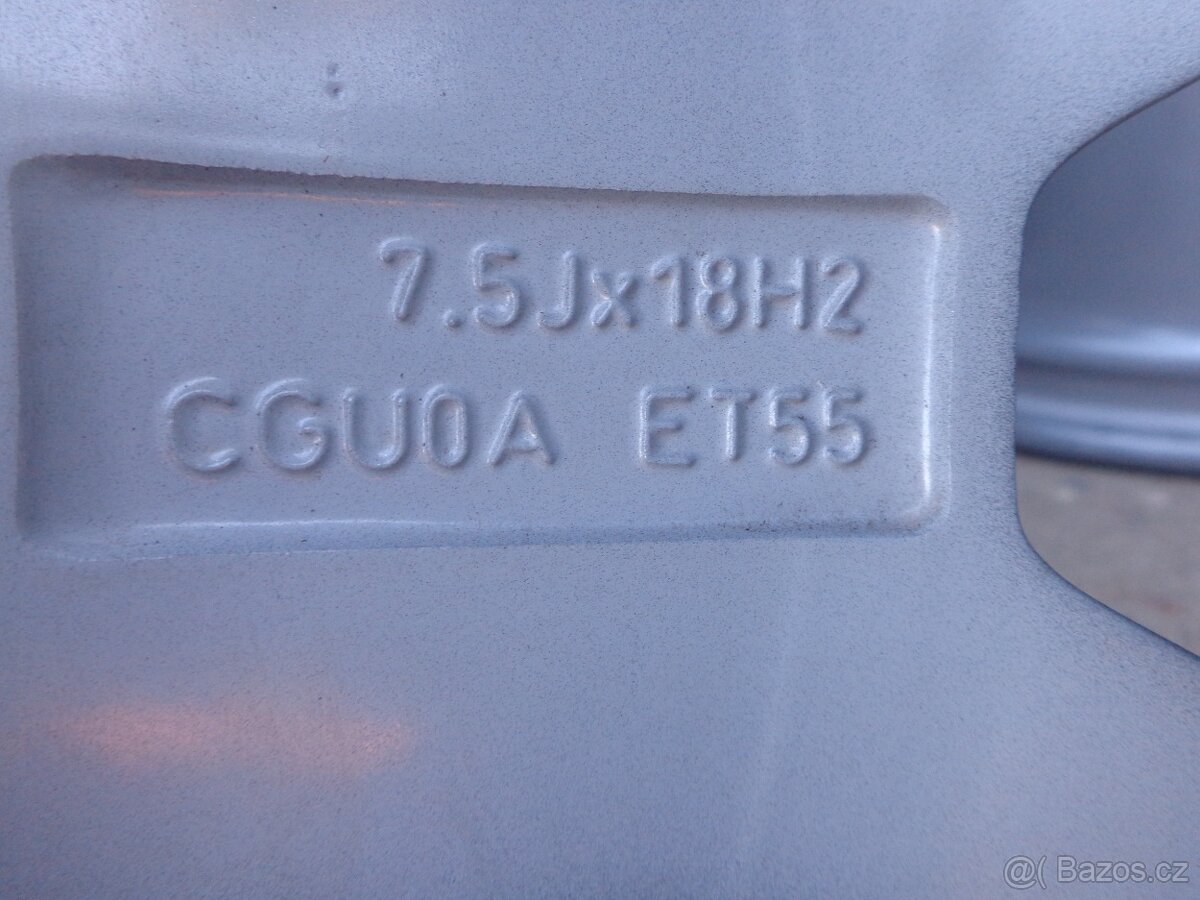 7.5Jx18H2
CGU0A ET55
@( Bazos.cz